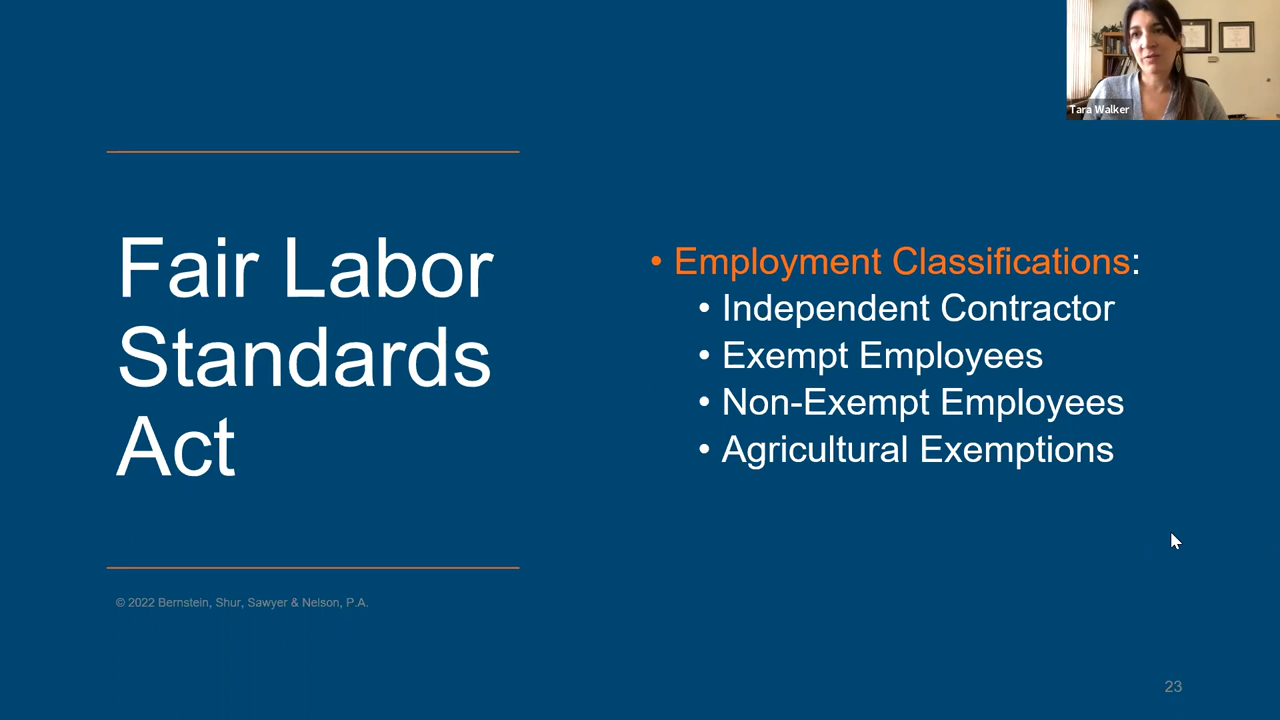 Tara Walker
Fair Labor
Standards
Act
• Employment Classifications:
• Independent Contractor
• Exempt Employees
• Non-Exempt Employees
• Agricultural Exemptions
© 2022 Bernstein, Shur, Sawyer & Nelson, P.A.
23